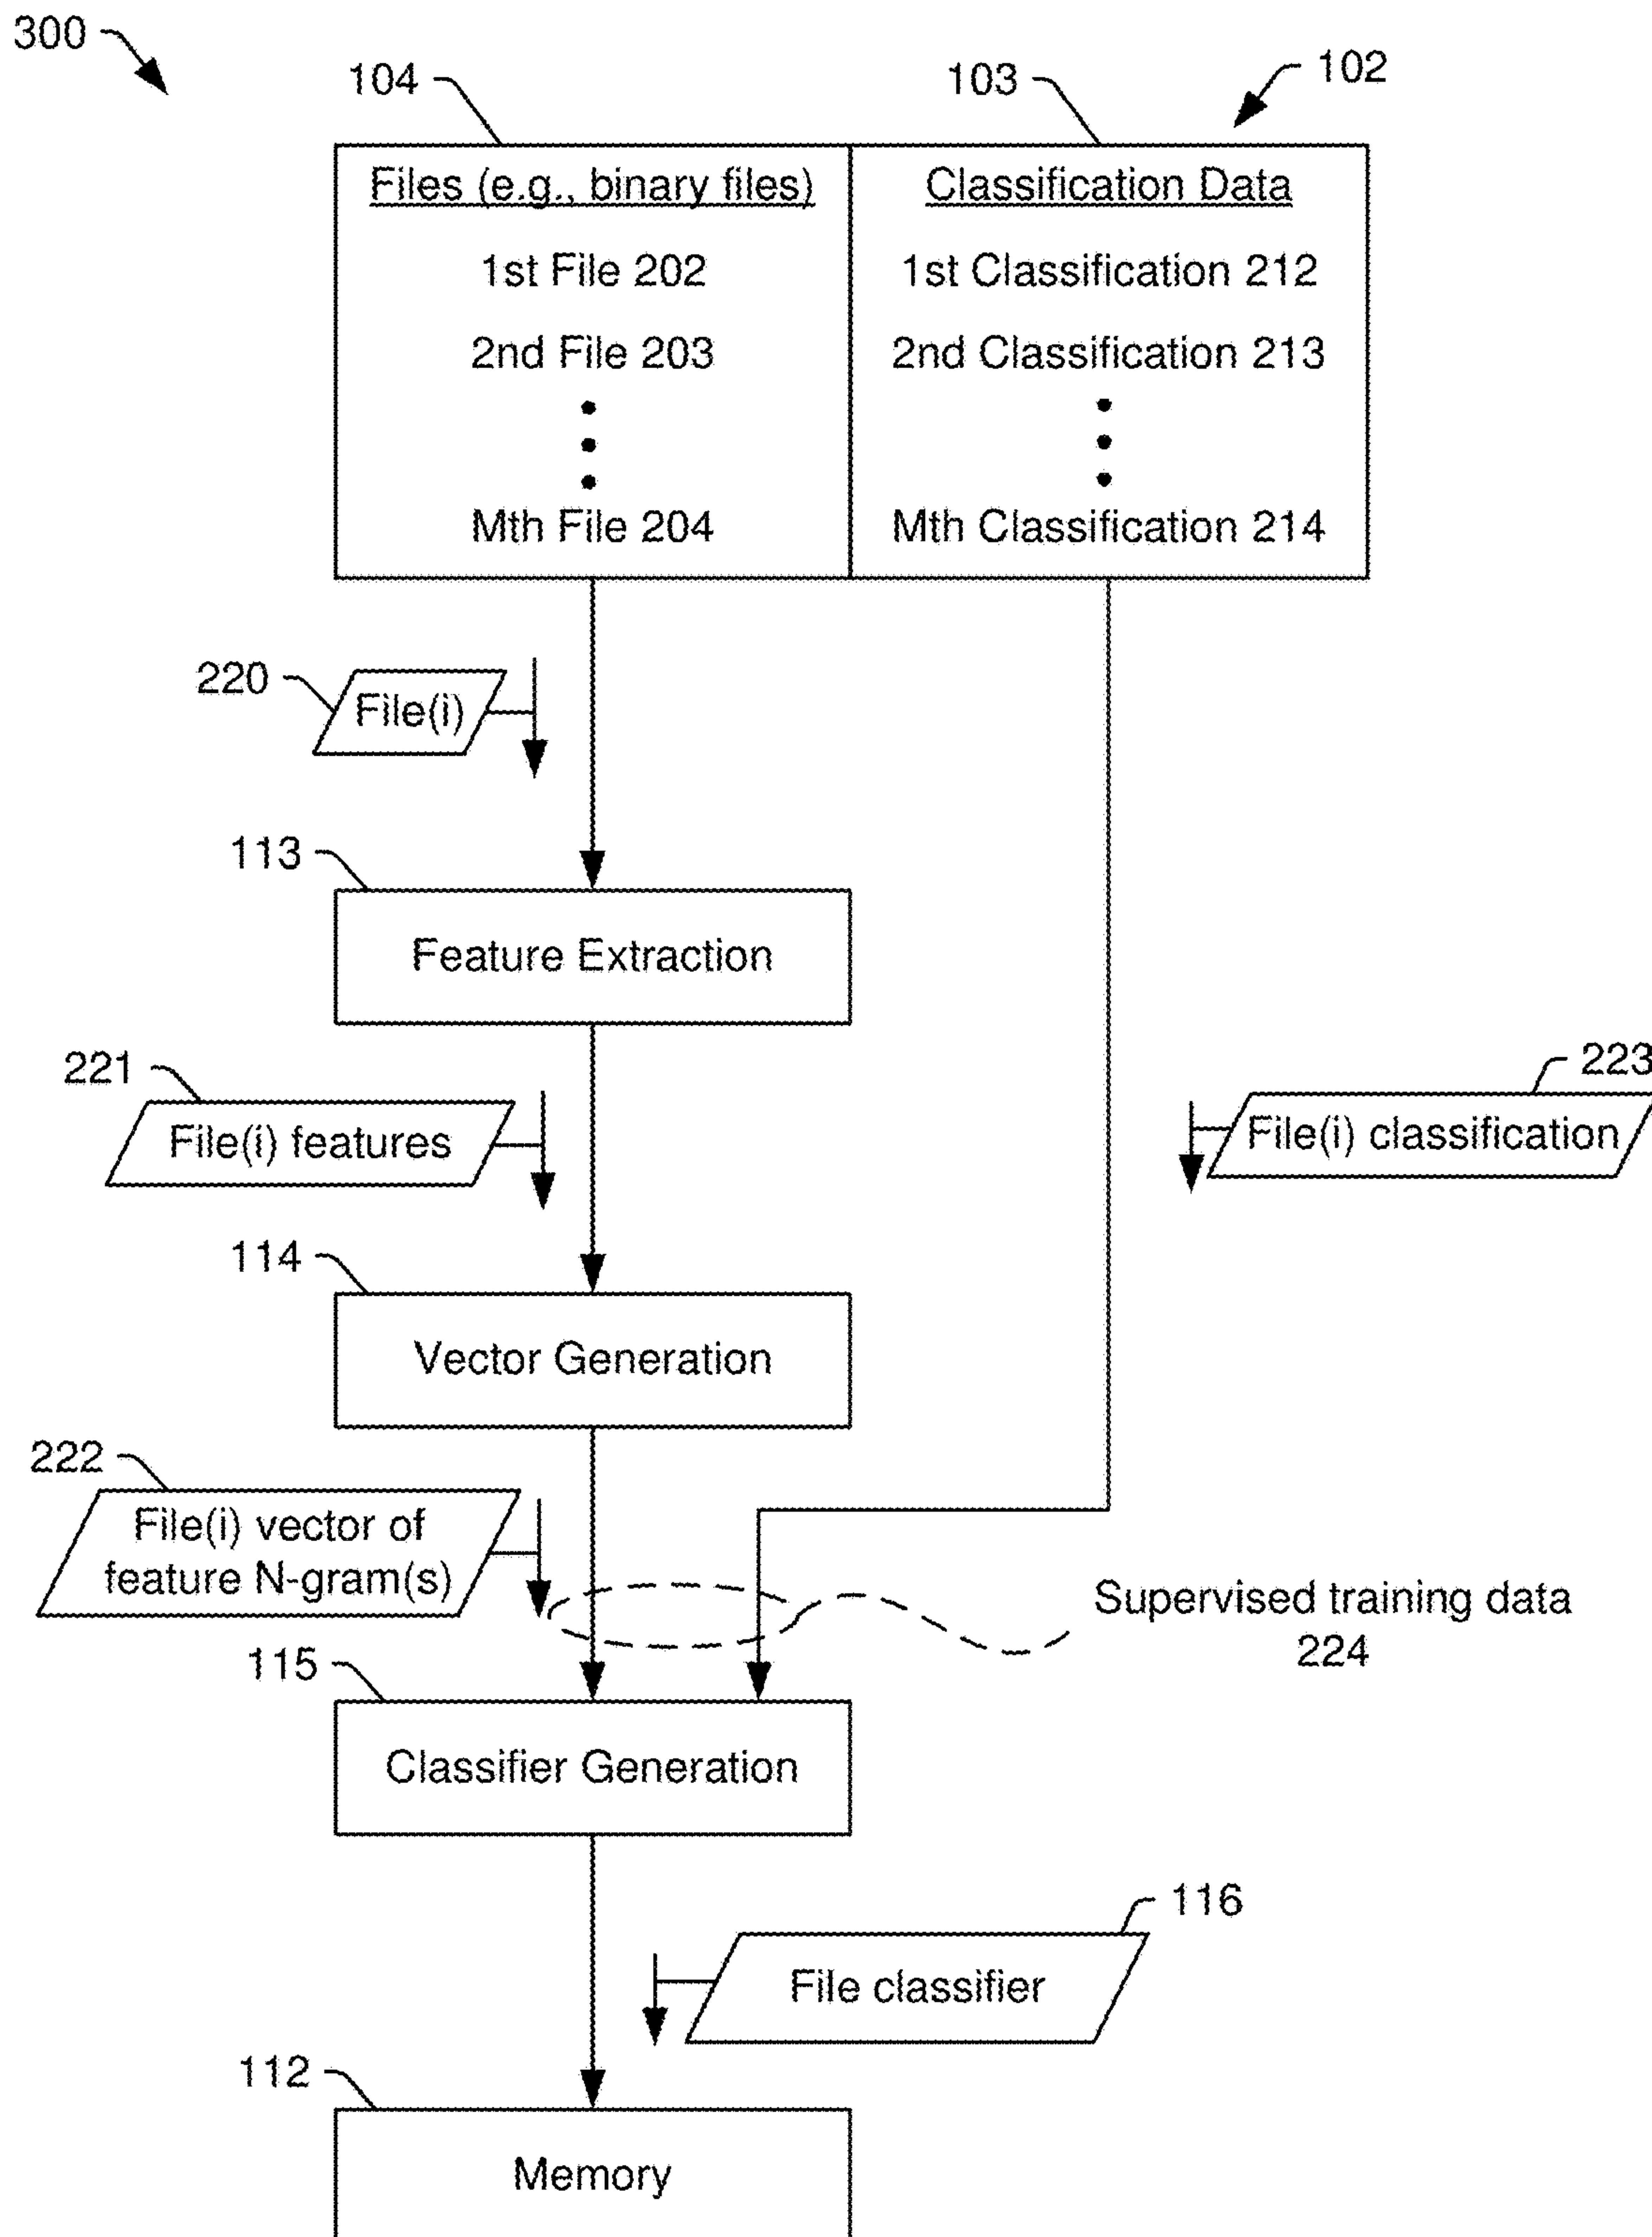 300
104
103
102
Files (e.g., binary files)
Classification Data
1st File 202
1st Classification 212
2nd File 203
2nd Classification 213
Mth File 204
Mth Classification 214
220
File(i)
113
Feature Extraction
221
File(i) features
223
File(i) classification
114
Vector Generation
222
File(i) vector of
feature N-gram(s)
Supervised training data
224
115
Classifier Generation
116
File classifier
112
Memory